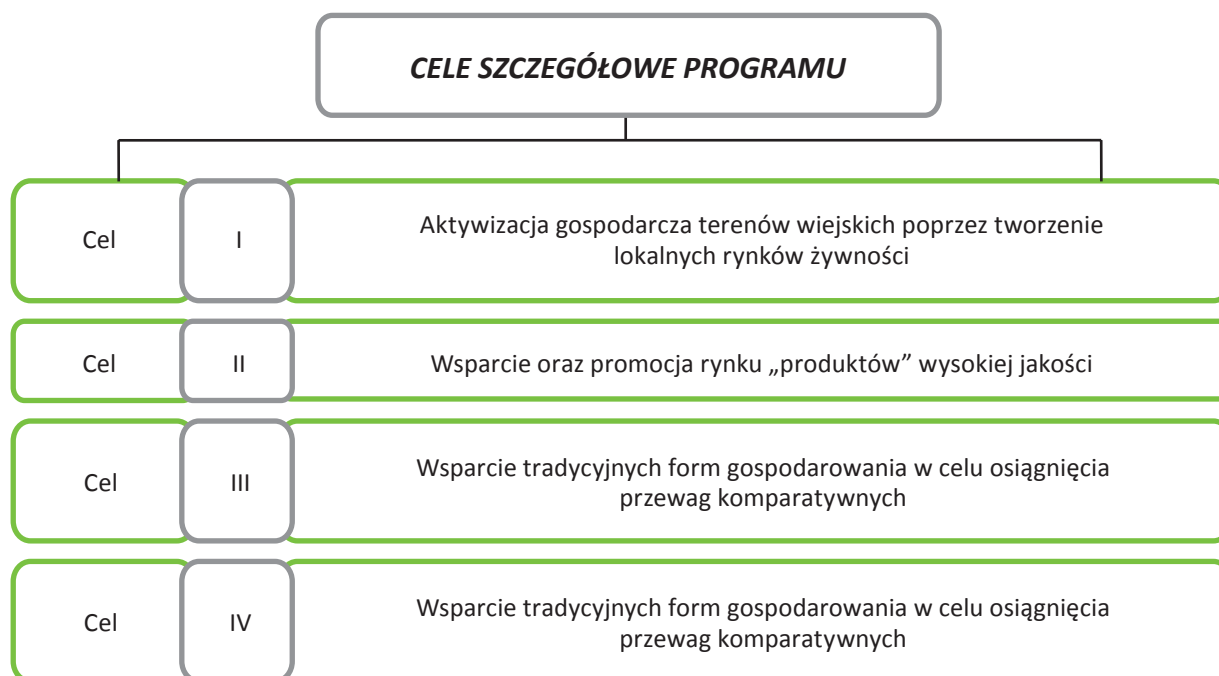 CELE SZCZEGÓŁOWE PROGRAMU
Cel I Aktywizacja gospodarcza terenów wiejskich poprzez tworzenie
lokalnych rynków żywności
Cel II Wsparcie oraz promocja rynku „produktów” wysokiej jakości
Cel III Wsparcie tradycyjnych form gospodarowania w celu osiągnięcia
przewag komparatywnych
Cel IV Wsparcie tradycyjnych form gospodarowania w celu osiągnięcia
przewag komparatywnych